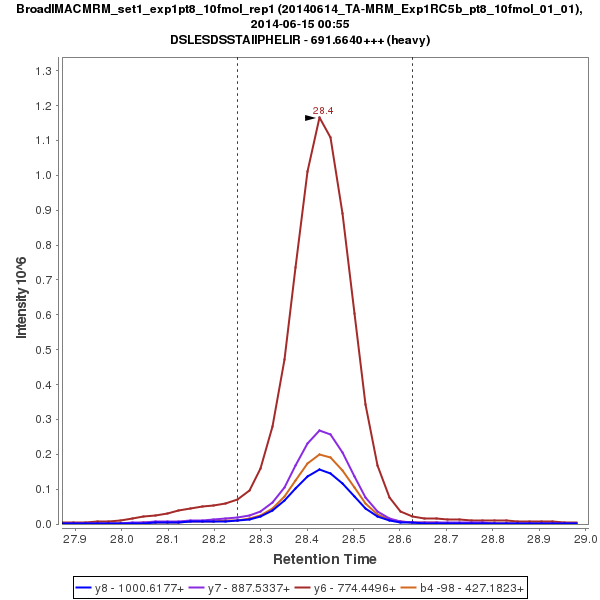 BroadIMACMRM_set1_exp1pt8_10fmol_rep1 (20140614_TA-MRM_Exp1RC5b_pt8_10fmol_01_01),
2014-06-15 00:55
DSLESDSSTAIIPHELIR - 691.6640+++ (heavy)
1.3
1.2
1.1
1.0
0.9
0.8
0.7
0.6
0.5
0.4
0.3
0.2
0.1
0.0
Intensity 10^6
28.4
27.9 28.0 28.1 28.2 28.3 28.4 28.5 28.6 28.7 28.8 28.9 29.0
Retention Time
y8 - 1000.6177+ y7 - 887.5337+ y6 - 774.4496+ b4 -98 - 427.1823+